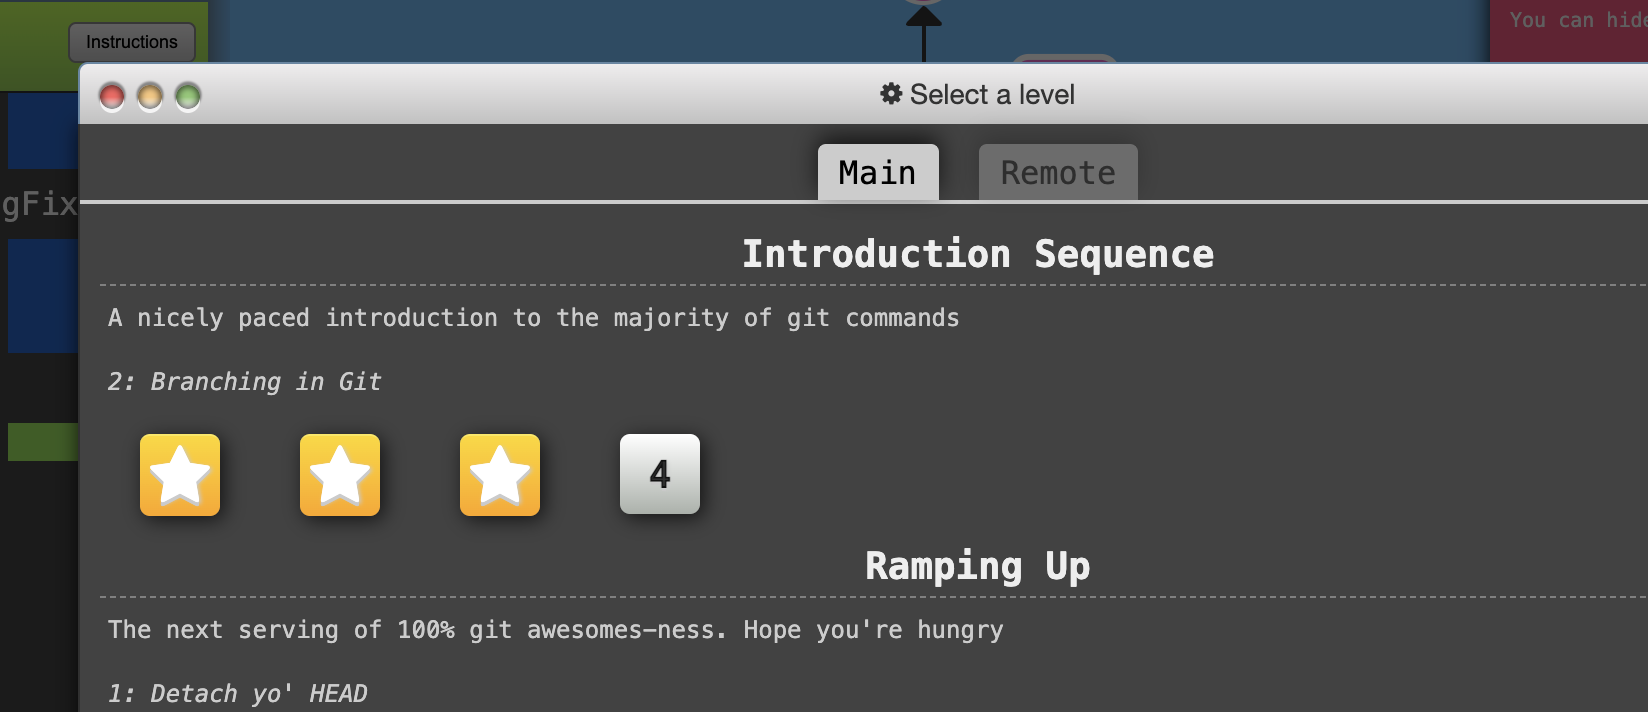 Instructions
You can hide
Select a level
Main
Remote
gFix
Introduction Sequence
A nicely paced introduction to the majority of git commands
2: Branching in Git
4
Ramping Up
The next serving of 100% git awesomes-ness. Hope you're hungry
1: Detach yo' HEAD